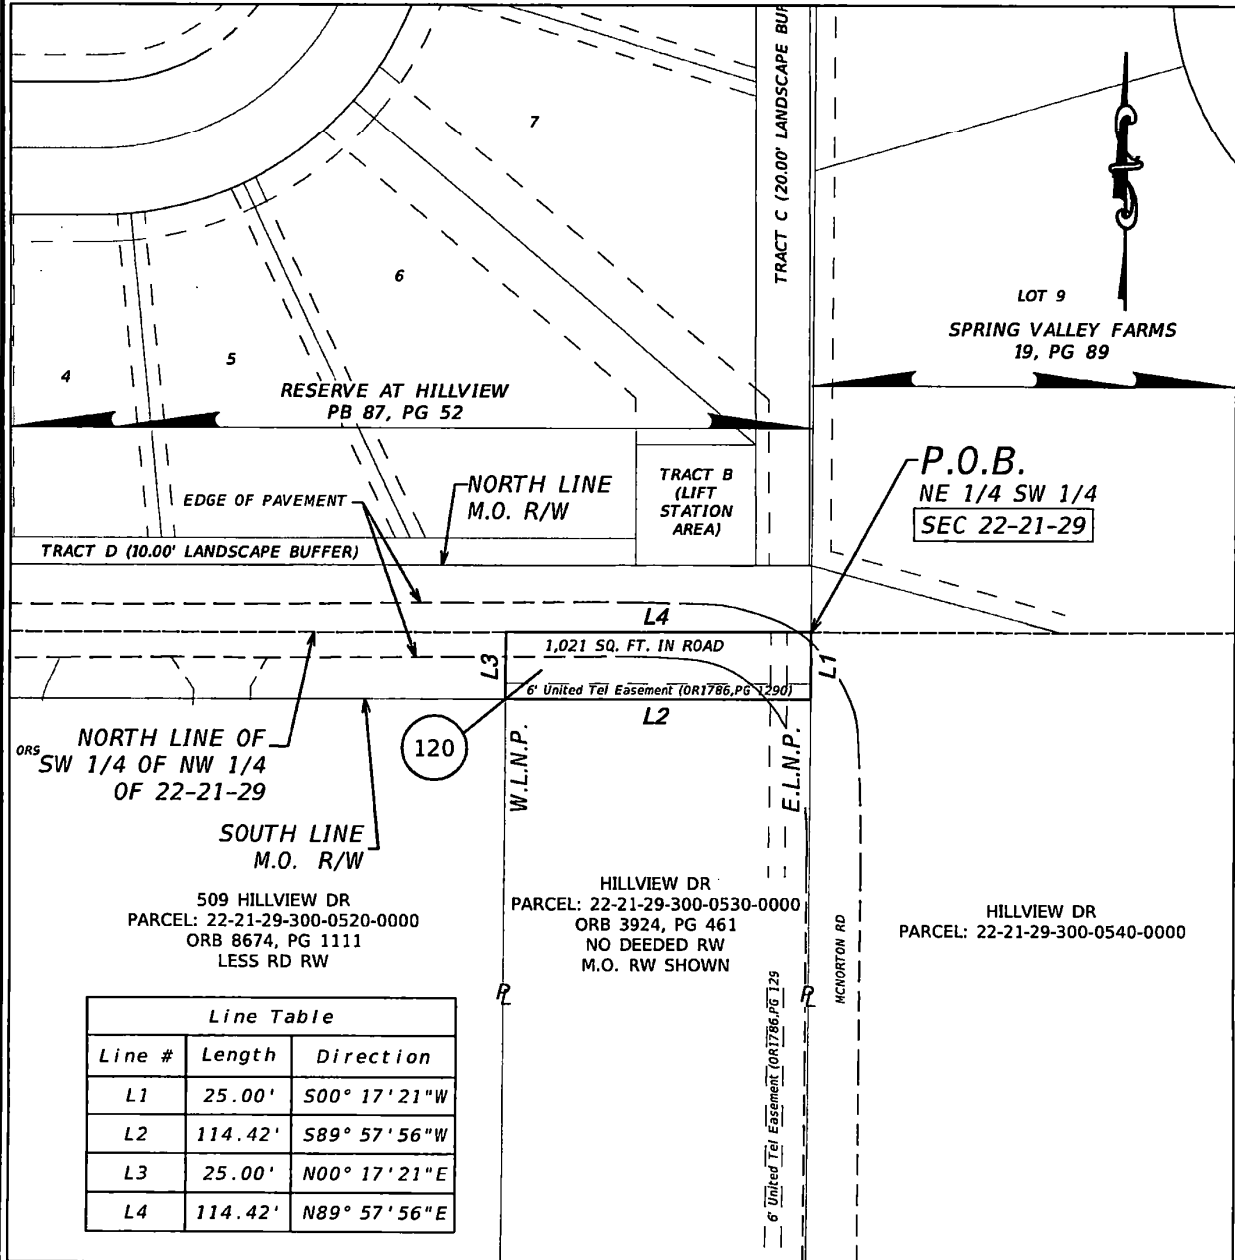 TRACT C (20.00' LANDSCAPE
7
6
5
4
LOT 9
SPRING VALLEY FARMS
19, PG 89
RESERVE AT HILLVIEW
PB 87, PG 52
P.O.B.
NE 1/4 SW 1/4
SEC 22-21-29
NORTH LINE
M.O. R/W
EDGE OF PAVEMENT
TRACT B
(LIFT
STATION
AREA)
TRACT D (10.00' LANDSCAPE BUFFER)
L4
1,021 SQ. FT. IN ROAD
L3
L1
6' United Tel Easement (OR1786,PG 1290)
L2
ORS
NORTH LINE OF
SW 1/4 OF NW 1/4
OF 22-21-29
120
W.L.N.P.
E.L.N.P.
SOUTH LINE
M.O. R/W
509 HILLVIEW DR
PARCEL: 22-21-29-300-0520-0000
ORB 8674, PG 1111
LESS RD RW
HILLVIEW DR
PARCEL: 22-21-29-300-0530-0000
ORB 3924, PG 461
NO DEEDED RW
M.O. RW SHOWN
MCNORTON RD
HILLVIEW DR
PARCEL: 22-21-29-300-0540-0000
PL
PL
6' United Tel Easement (OR1786,PG 129
Line Table
Line # Length Direction
L1 25.00' S00° 17'21"W
L2 114.42' S89° 57'56"W
L3 25.00' N00° 17'21"E
L4 114.42' N89° 57'56"E